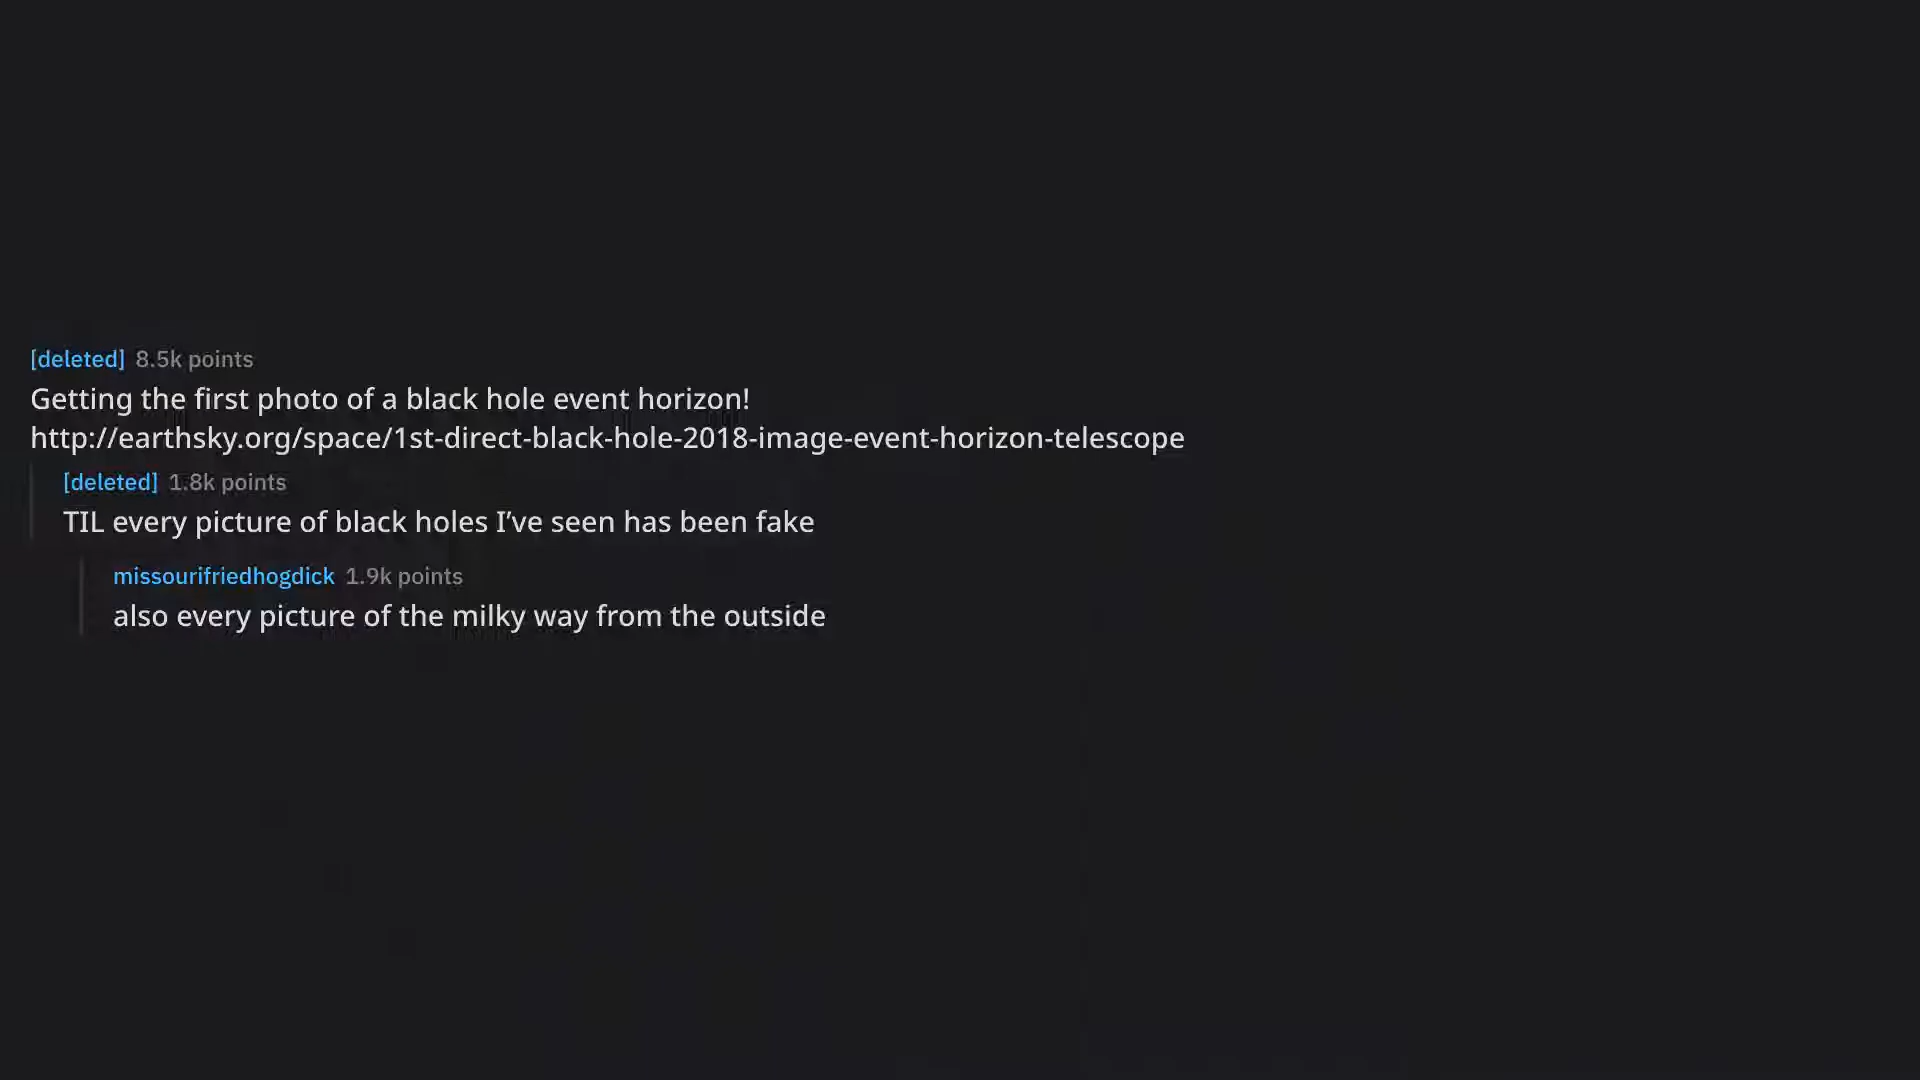 [deleted] 8.5k points
Getting the first photo of a black hole event horizon!
http://earthsky.org/space/1st-direct-black-hole-2018-image-event-horizon-telescope
[deleted] 1.8k points
TIL every picture of black holes I’ve seen has been fake
missourifriedhogdick 1.9k points
also every picture of the milky way from the outside